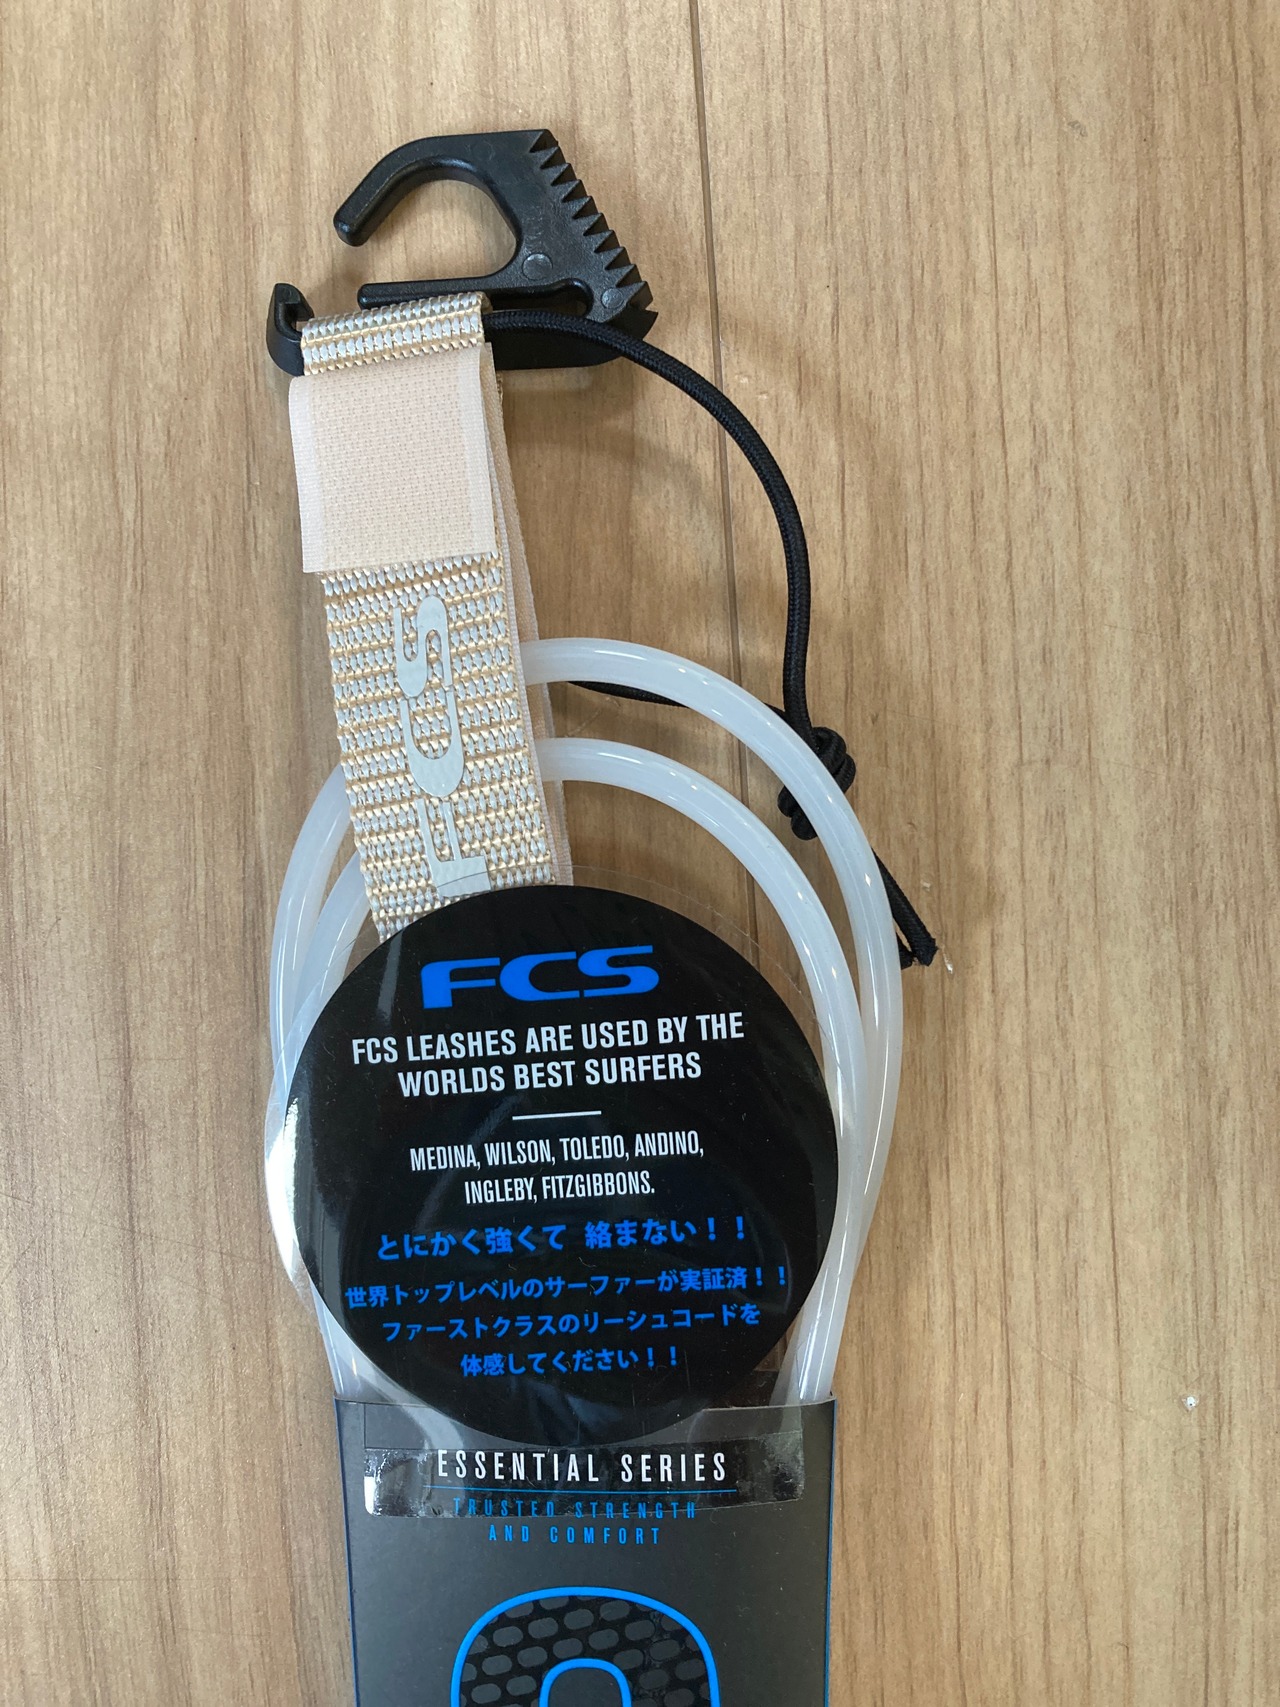 FCS
FCS
FCS LEASHES ARE USED BY THE
WORLDS BEST SURFERS
MEDINA, WILSON, TOLEDO, ANDINO,
INGLEBY, FITZGIBBONS.
とにかく強くて 絡まない！！
世界トップレベルのサーファーが実証済！！
ファーストクラスのリーシュコードを
体感してください！！
ESSENTIAL SERIES
TRUSTED STRENGTH
AND COMFORT